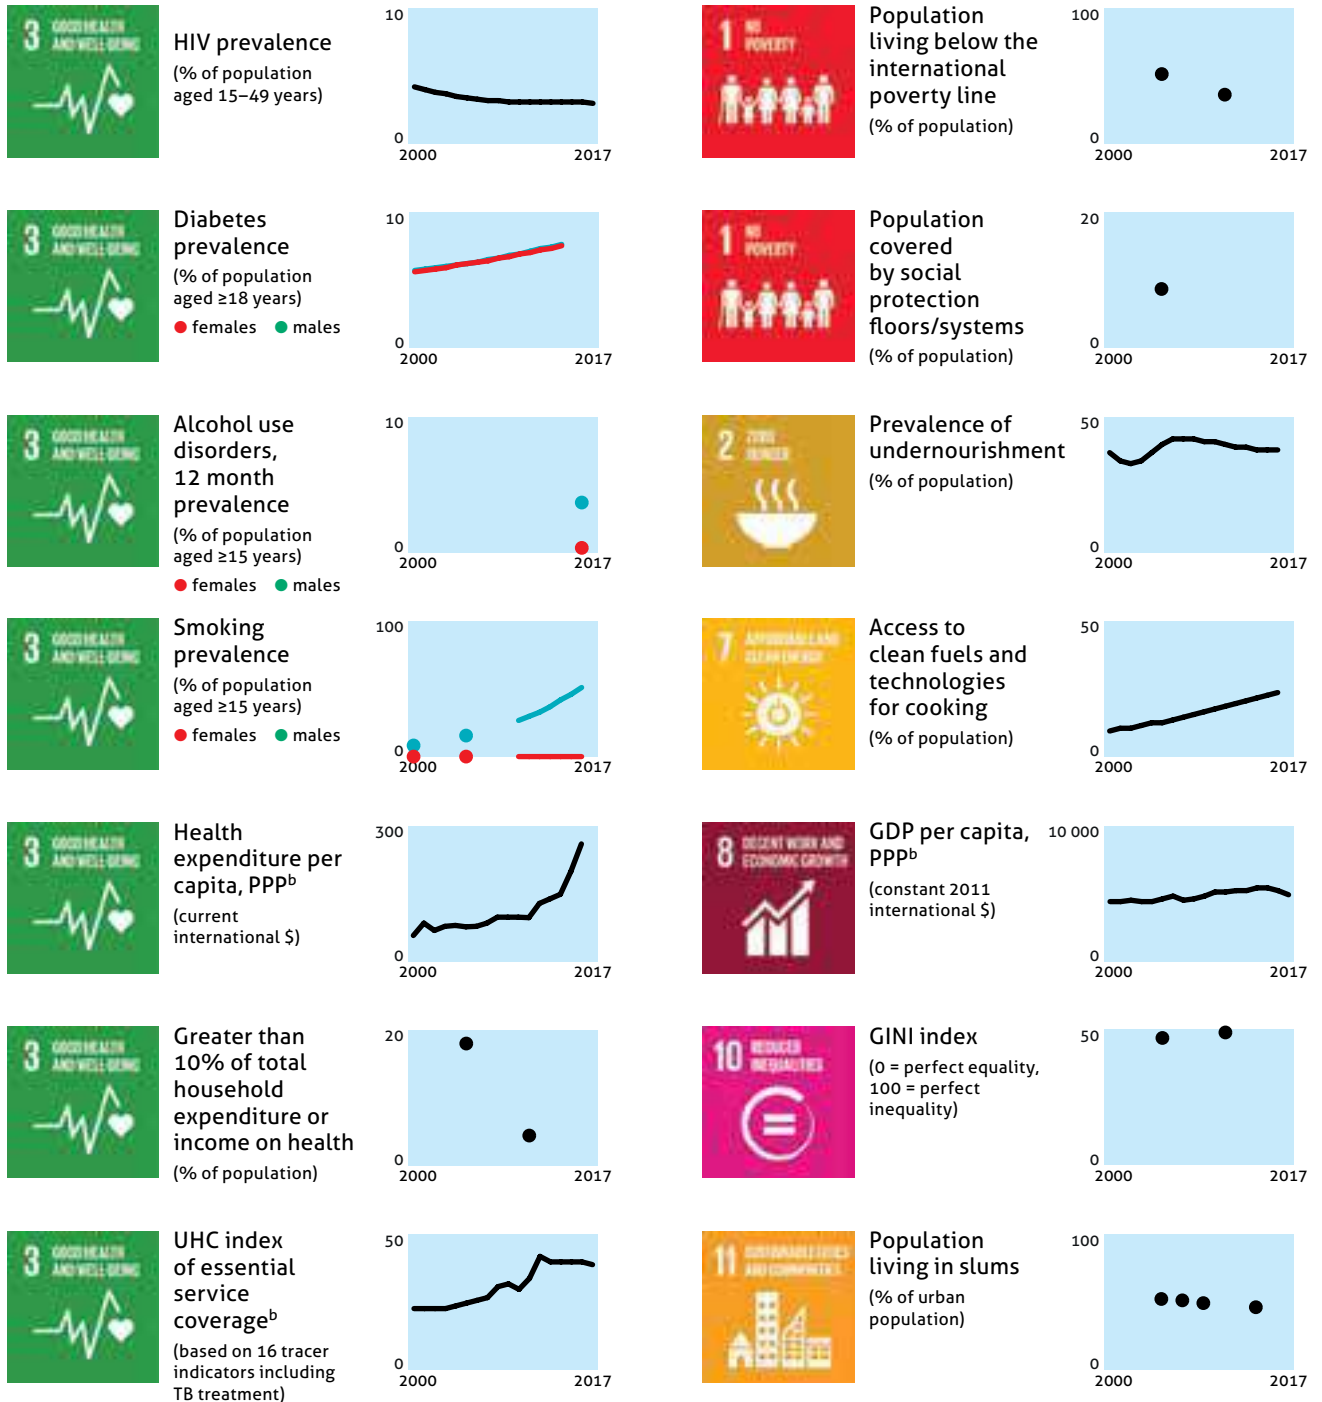 3 GOOD HEALTH
AND WELL-BEING
HIV prevalence
(% of population
aged 15–49 years)
10
0
2000 2017
3 GOOD HEALTH
AND WELL-BEING
Diabetes
prevalence
(% of population
aged ≥18 years)
females males
10
0
2000 2017
3 GOOD HEALTH
AND WELL-BEING
Alcohol use
disorders,
12 month
prevalence
(% of population
aged ≥15 years)
females males
10
0
2000 2017
3 GOOD HEALTH
AND WELL-BEING
Smoking
prevalence
(% of population
aged ≥15 years)
females males
100
0
2000 2017
3 GOOD HEALTH
AND WELL-BEING
Health
expenditure per
capita, PPPᵇ
(current
international $)
300
0
2000 2017
3 GOOD HEALTH
AND WELL-BEING
Greater than
10% of total
household
expenditure or
income on health
(% of population)
20
0
2000 2017
3 GOOD HEALTH
AND WELL-BEING
UHC index
of essential
service
coverageᵇ
(based on 16 tracer
indicators including
TB treatment)
50
0
2000 2017
1 NO
POVERTY
Population
living below the
international
poverty line
(% of population)
100
0
2000 2017
1 NO
POVERTY
Population
covered
by social
protection
floors/systems
(% of population)
20
0
2000 2017
2 ZERO
HUNGER
Prevalence of
undernourishment
(% of population)
50
0
2000 2017
7 AFFORDABLE AND
CLEAN ENERGY
Access to
clean fuels and
technologies
for cooking
(% of population)
50
0
2000 2017
8 DECENT WORK AND
ECONOMIC GROWTH
GDP per capita,
PPPᵇ
(constant 2011
international $)
10 000
0
2000 2017
10 REDUCED
INEQUALITIES
GINI index
(0 = perfect equality,
100 = perfect
inequality)
50
0
2000 2017
11 SUSTAINABLE CITIES
AND COMMUNITIES
Population
living in slums
(% of urban
population)
100
0
2000 2017